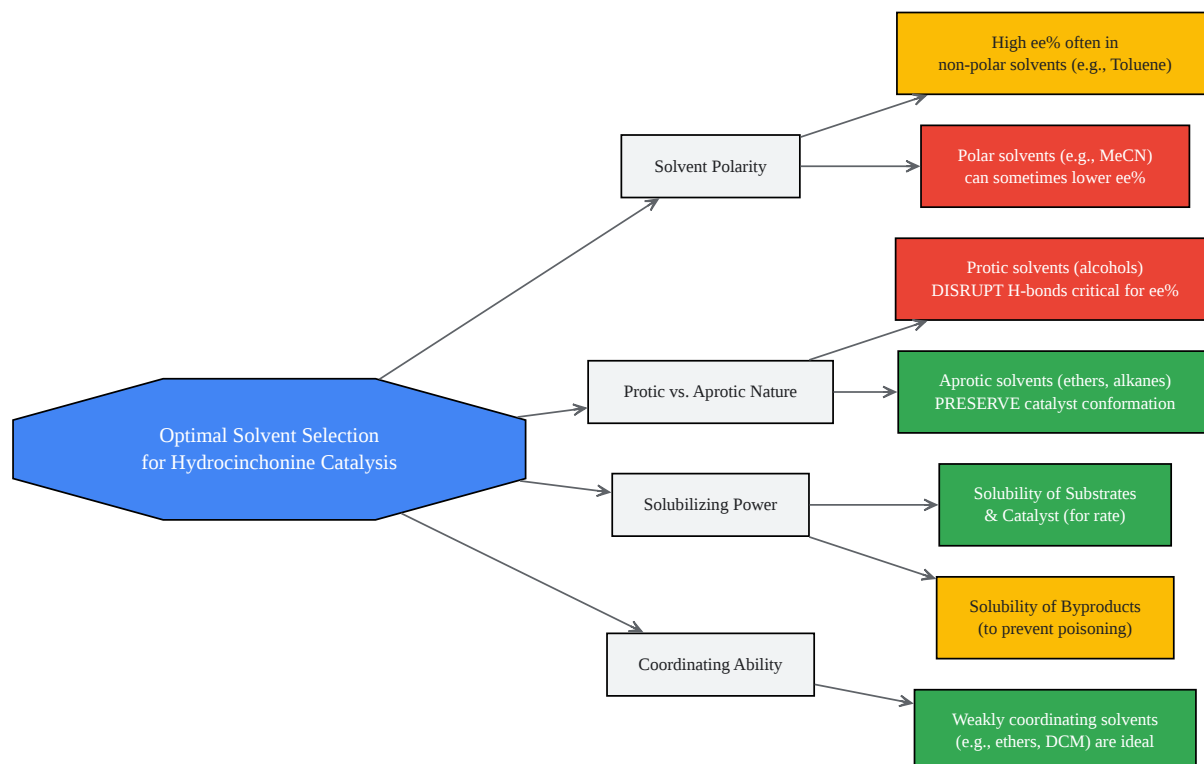 Optimal Solvent Selection
for Hydrocinchonine Catalysis
Solvent Polarity
High ee% often in
non-polar solvents (e.g., Toluene)
Polar solvents (e.g., MeCN)
can sometimes lower ee%
Protic vs. Aprotic Nature
Protic solvents (alcohols)
DISRUPT H-bonds critical for ee%
Aprotic solvents (ethers, alkanes)
PRESERVE catalyst conformation
Solubilizing Power
Solubility of Substrates
& Catalyst (for rate)
Solubility of Byproducts
(to prevent poisoning)
Coordinating Ability
Weakly coordinating solvents
(e.g., ethers, DCM) are ideal